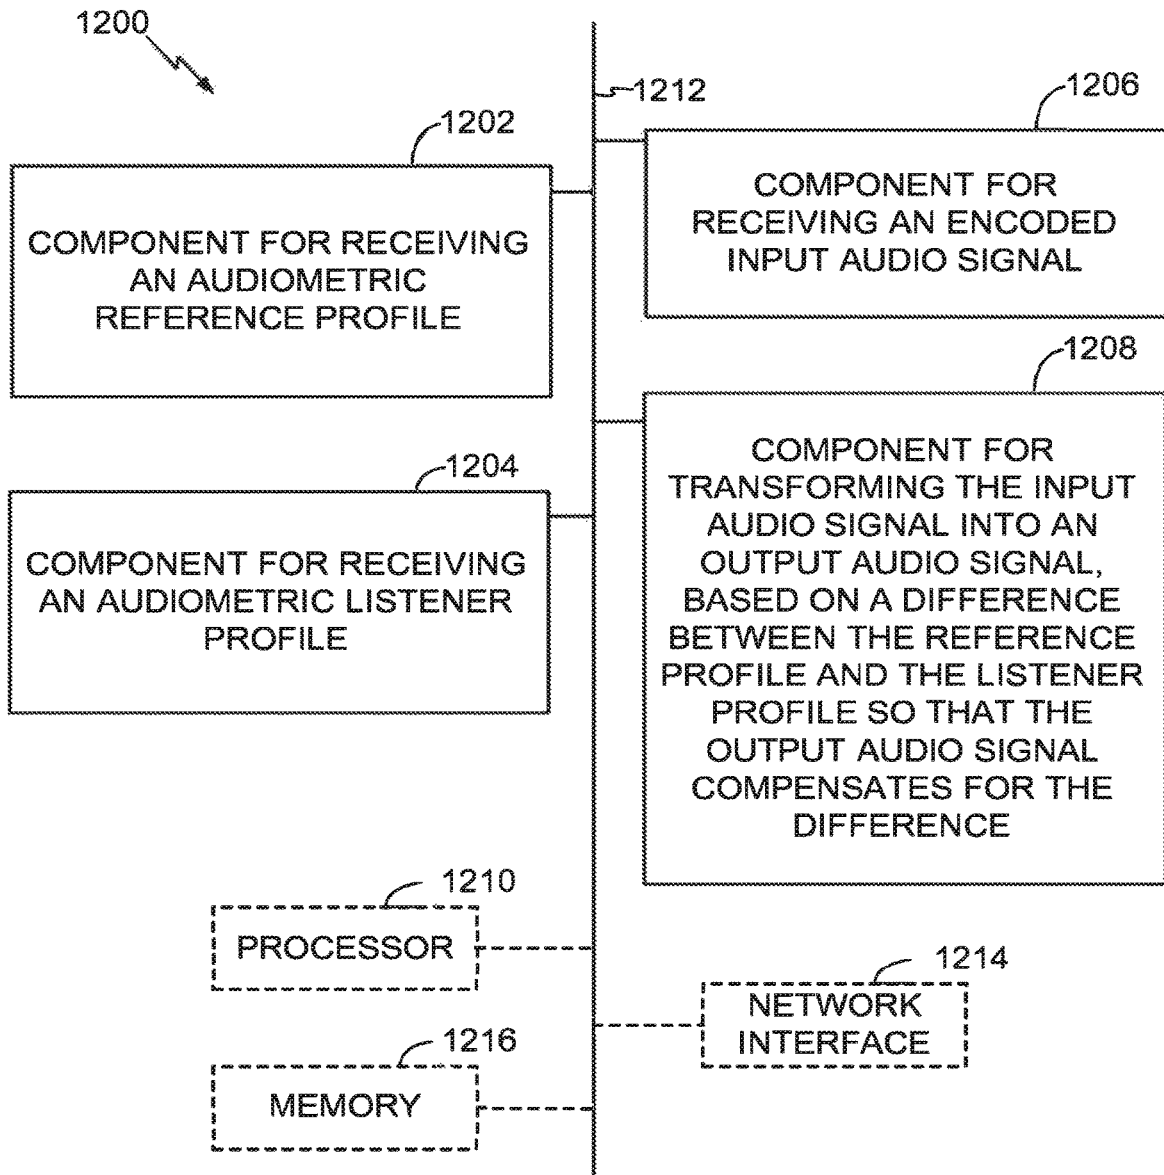 1200
1212
1202
COMPONENT FOR RECEIVING
AN AUDIOMETRIC
REFERENCE PROFILE
1206
COMPONENT FOR
RECEIVING AN ENCODED
INPUT AUDIO SIGNAL
1204
COMPONENT FOR RECEIVING
AN AUDIOMETRIC LISTENER
PROFILE
1208
COMPONENT FOR
TRANSFORMING THE INPUT
AUDIO SIGNAL INTO AN
OUTPUT AUDIO SIGNAL,
BASED ON A DIFFERENCE
BETWEEN THE REFERENCE
PROFILE AND THE LISTENER
PROFILE SO THAT THE
OUTPUT AUDIO SIGNAL
COMPENSATES FOR THE
DIFFERENCE
1210
PROCESSOR
1214
NETWORK
INTERFACE
1216
MEMORY